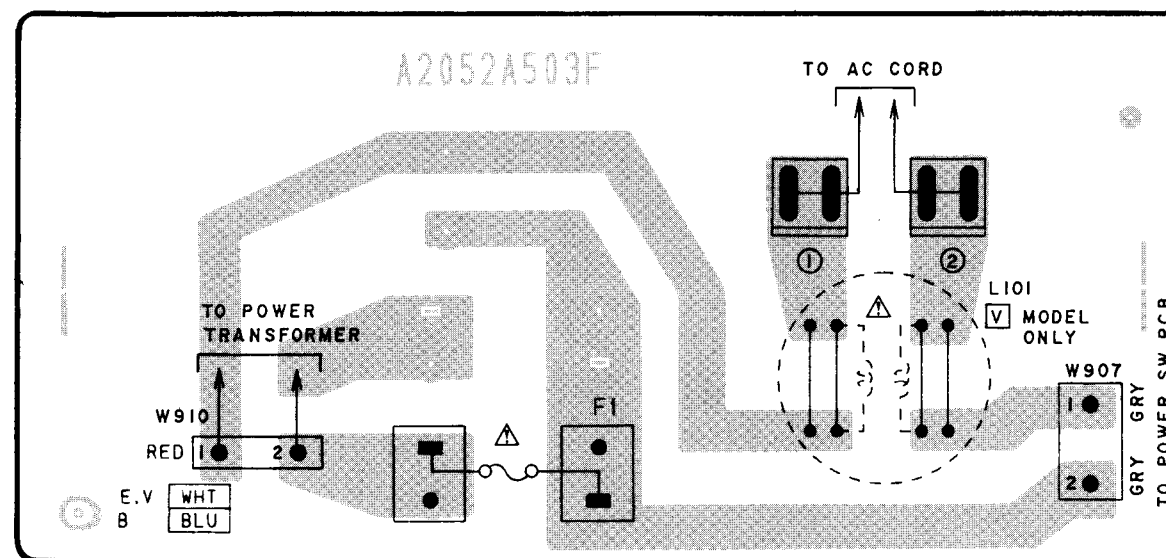 A2052A503F
TO AC CORD
1
2
L101
V MODEL
ONLY
TO POWER
TRANSFORMER
W910
RED 1 2
E.V WHT
B BLU
F1
W907
1 GRY
2 GRY
TO POWER SW PCB